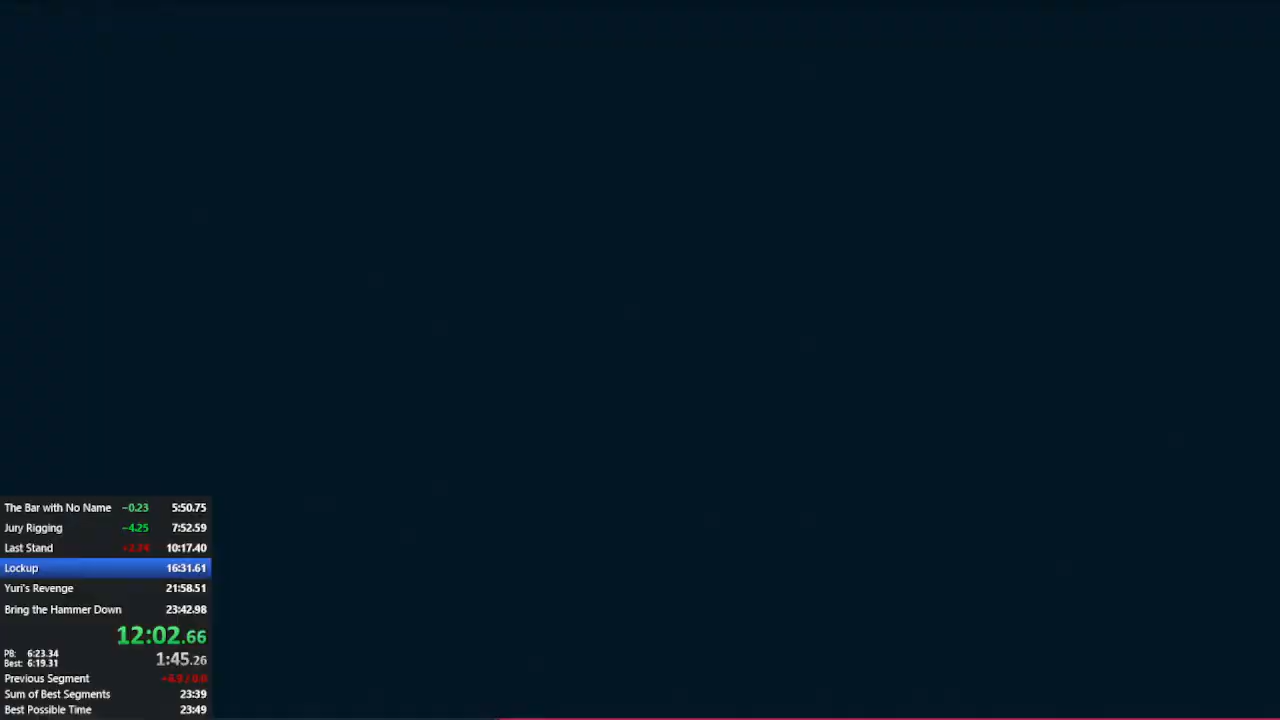 The Bar with No Name −0.23 5:50.75
Jury Rigging −4.25 7:52.59
Last Stand 10:17.40
Lockup 16:31.61
Yuri's Revenge 21:58.51
Bring the Hammer Down 23:42.98
12:02.66
PB: 6:23.34
Best: 6:19.31
1:45.26
Previous Segment
Sum of Best Segments 23:39
Best Possible Time 23:49